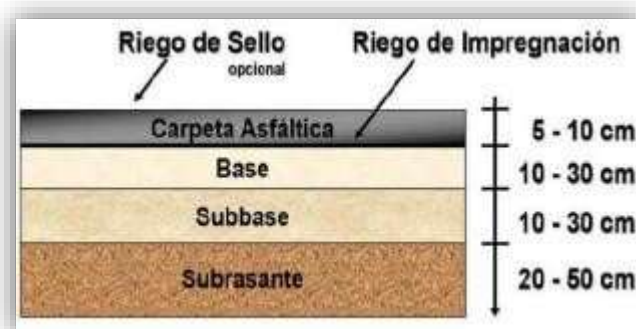 Riego de Sello
opcional
Riego de Impregnación
Carpeta Asfáltica
5 - 10 cm
Base
10 - 30 cm
Subbase
10 - 30 cm
Subrasante
20 - 50 cm